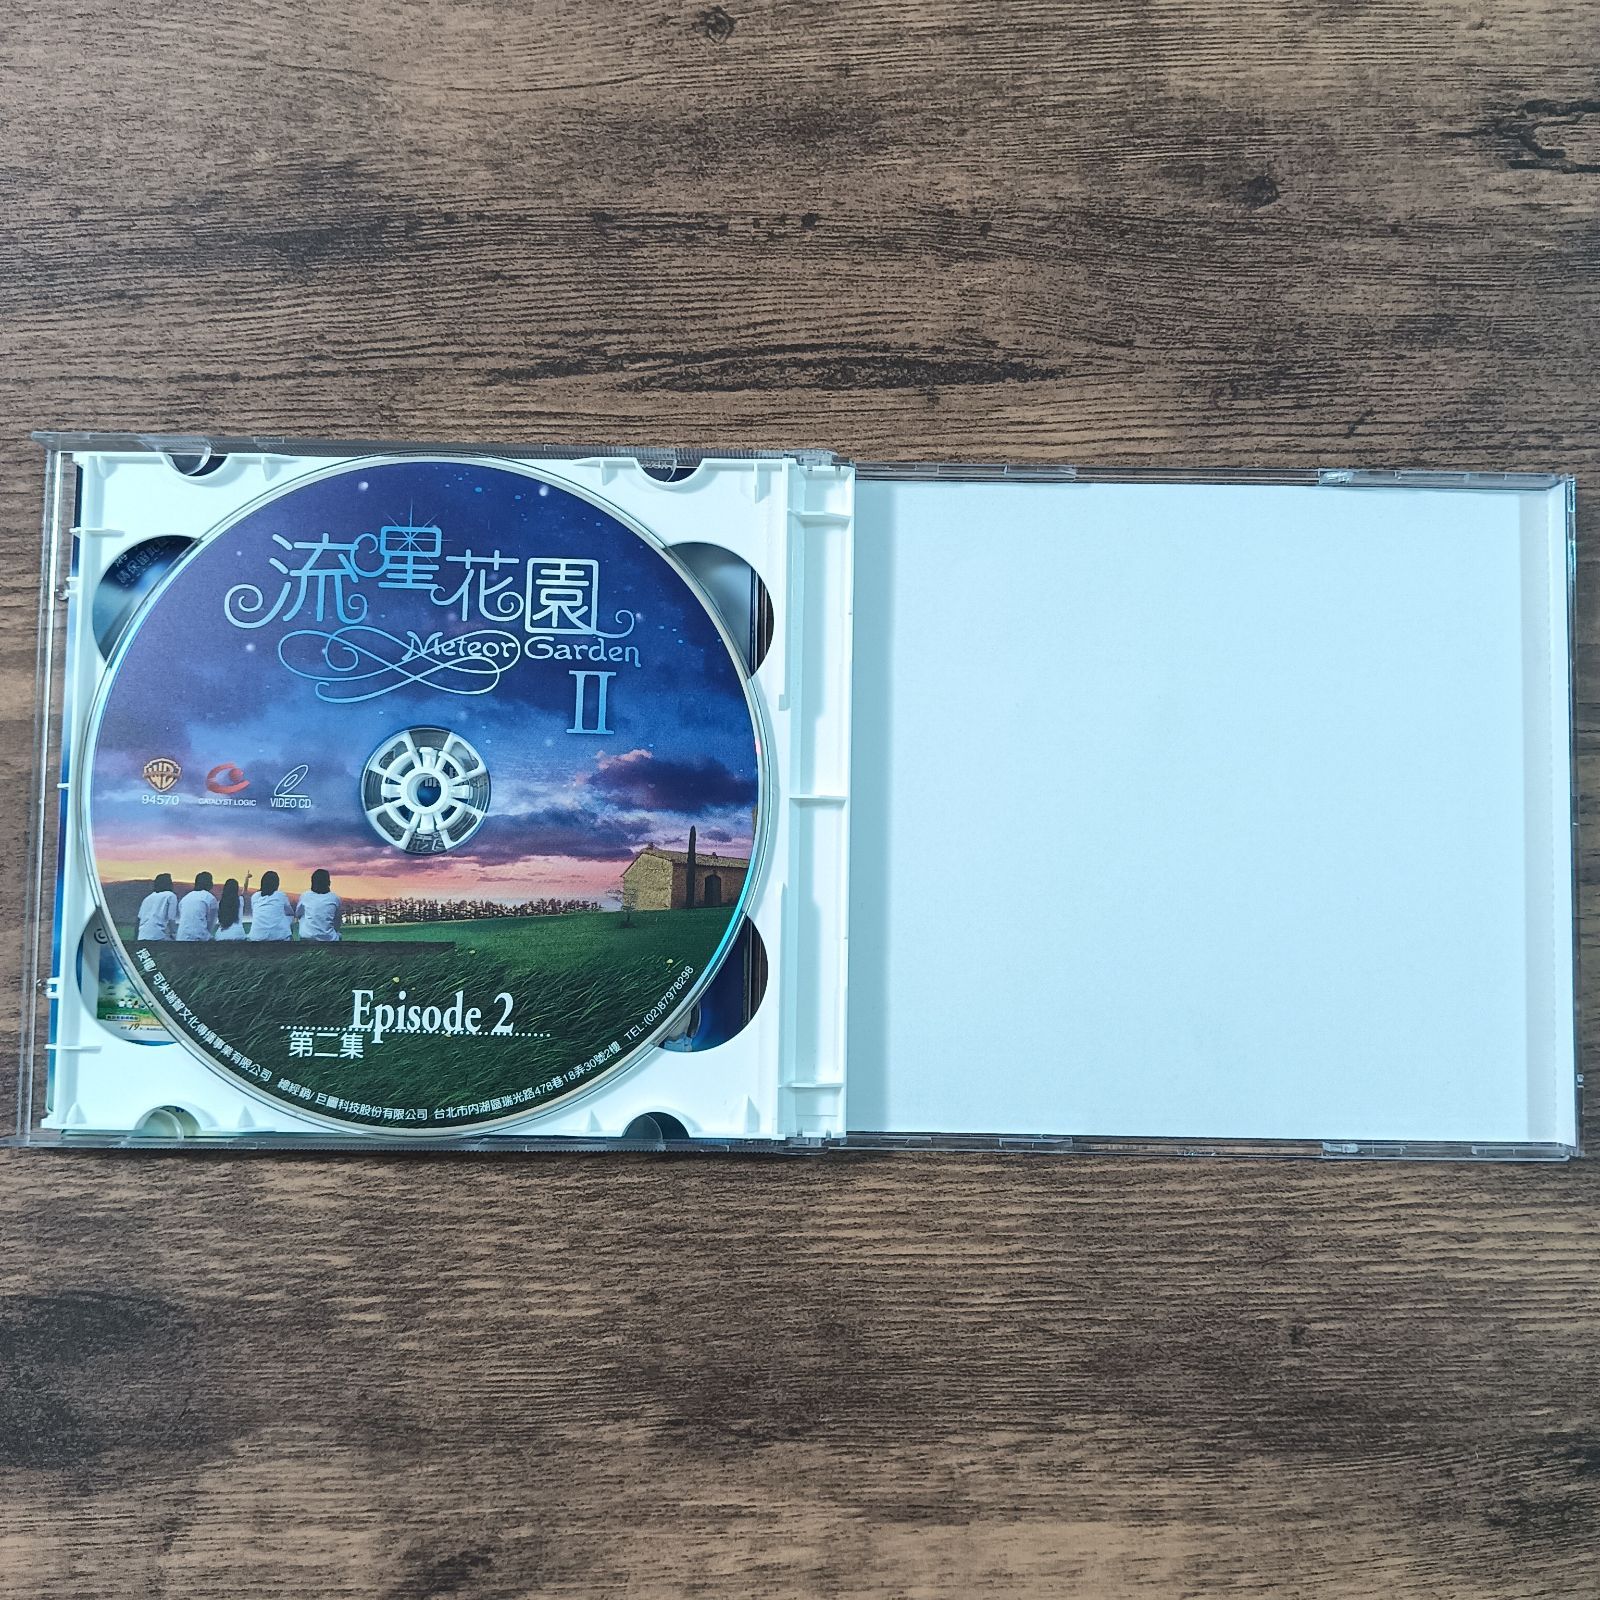 流星花園
Meteor Garden
II
94570
CATALYST LOGIC
VIDEO CD
Episode 2
第二集
授權/ 可米瑞智文化傳播事業有限公司 總經銷/ 巨圖科技股份有限公司 台北市內湖區瑞光路478巷18弄30號2樓 TEL:(02)87978298